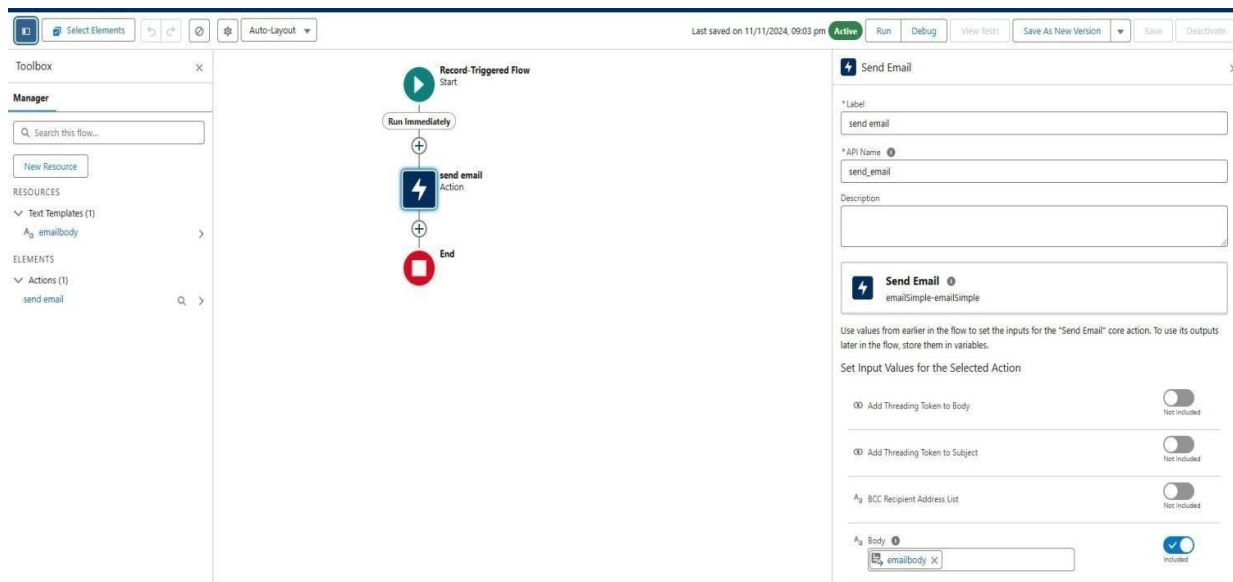 Select Elements
Auto-Layout
Last saved on 11/11/2024, 09:03 pm Active Run Debug View Tests Save As New Version Save Deactivate
Toolbox
Manager
Search this flow...
New Resource
RESOURCES
Text Templates (1)
Aa emailbody
ELEMENTS
Actions (1)
send email
Record-Triggered Flow
Start
Run Immediately
send email
Action
End
Send Email
*Label
send email
*API Name
send_email
Description
Send Email
emailSimple-emailSimple
Use values from earlier in the flow to set the inputs for the "Send Email" core action. To use its outputs
later in the flow, store them in variables.
Set Input Values for the Selected Action
Add Threading Token to Body
Not Included
Add Threading Token to Subject
Not Included
Aa BCC Recipient Address List
Not Included
Aa Body
emailbody
Included